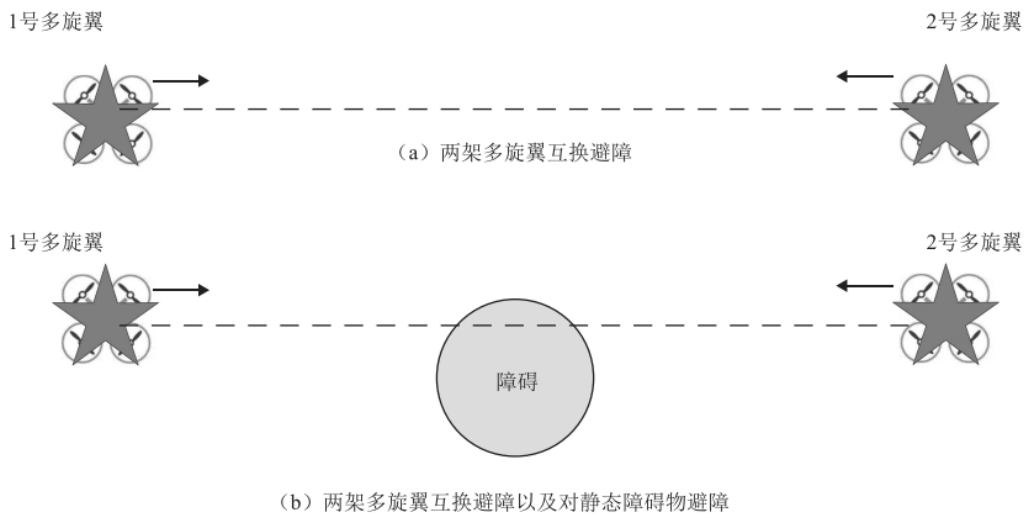 1号多旋翼
2号多旋翼
（a）两架多旋翼互换避障
1号多旋翼
2号多旋翼
障碍
（b）两架多旋翼互换避障以及对静态障碍物避障